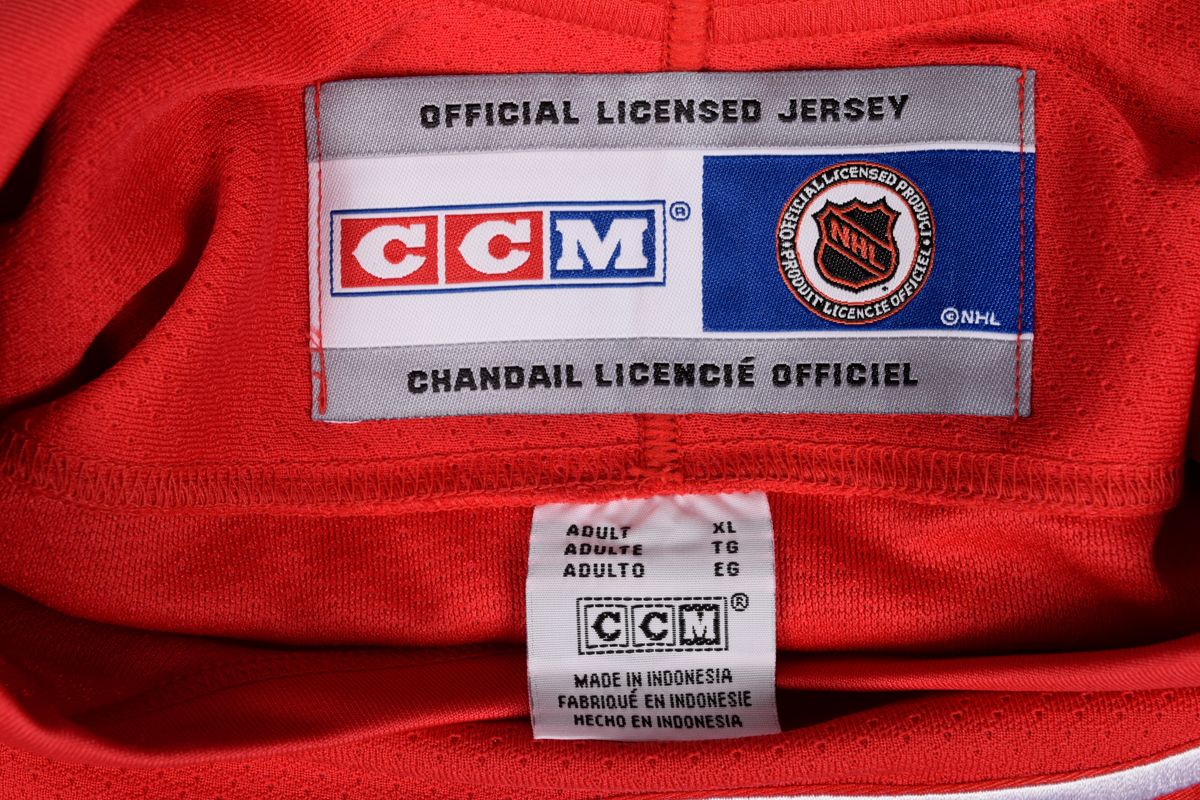 OFFICIAL LICENSED JERSEY
CCM®
OFFICIAL LICENSED PRODUCT
NHL
PRODUIT LICENCIE OFFICIEL
©NHL
CHANDAIL LICENCIÉ OFFICIEL
ADULT XL
ADULTE TG
ADULTO EG
CCM®
MADE IN INDONESIA
FABRIQUÉ EN INDONESIE
HECHO EN INDONESIA